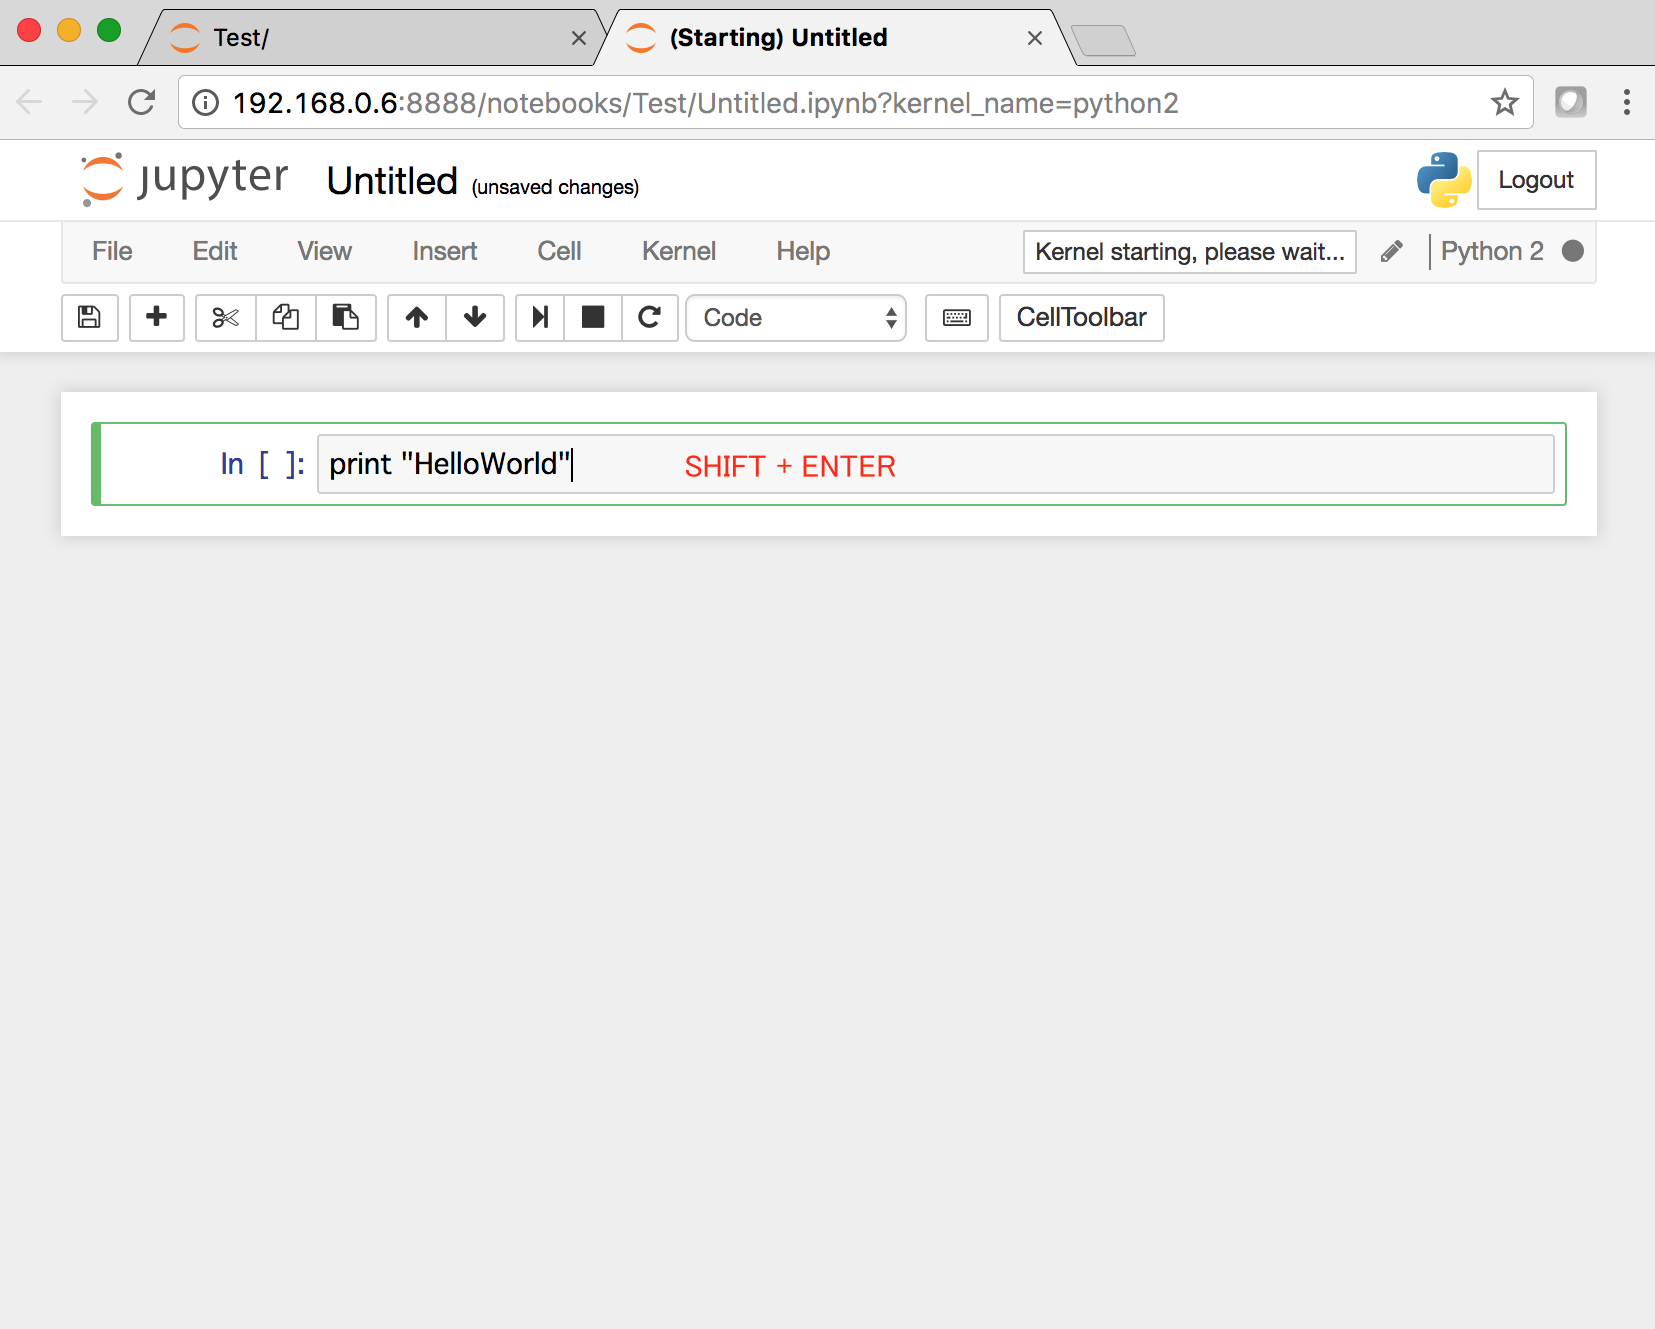 Test/
(Starting) Untitled
192.168.0.6:8888/notebooks/Test/Untitled.ipynb?kernel_name=python2
jupyter Untitled (unsaved changes)
Logout
File Edit View Insert Cell Kernel Help Kernel starting, please wait... Python 2
Code CellToolbar
In [ ]: print "HelloWorld" SHIFT + ENTER